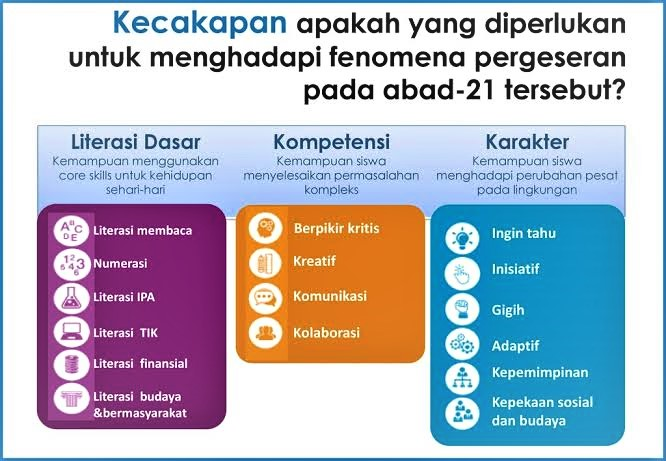 Kecakapan apakah yang diperlukan
untuk menghadapi fenomena pergeseran
pada abad-21 tersebut?
Literasi Dasar
Kemampuan menggunakan
core skills untuk kehidupan
sehari-hari
Literasi membaca
Numerasi
Literasi IPA
Literasi TIK
Literasi finansial
Literasi budaya
&bermasyarakat
Kompetensi
Kemampuan siswa
menyelesaikan permasalahan
kompleks
Berpikir kritis
Kreatif
Komunikasi
Kolaborasi
Karakter
Kemampuan siswa
menghadapi perubahan pesat
pada lingkungan
Ingin tahu
Inisiatif
Gigih
Adaptif
Kepemimpinan
Kepekaan sosial
dan budaya